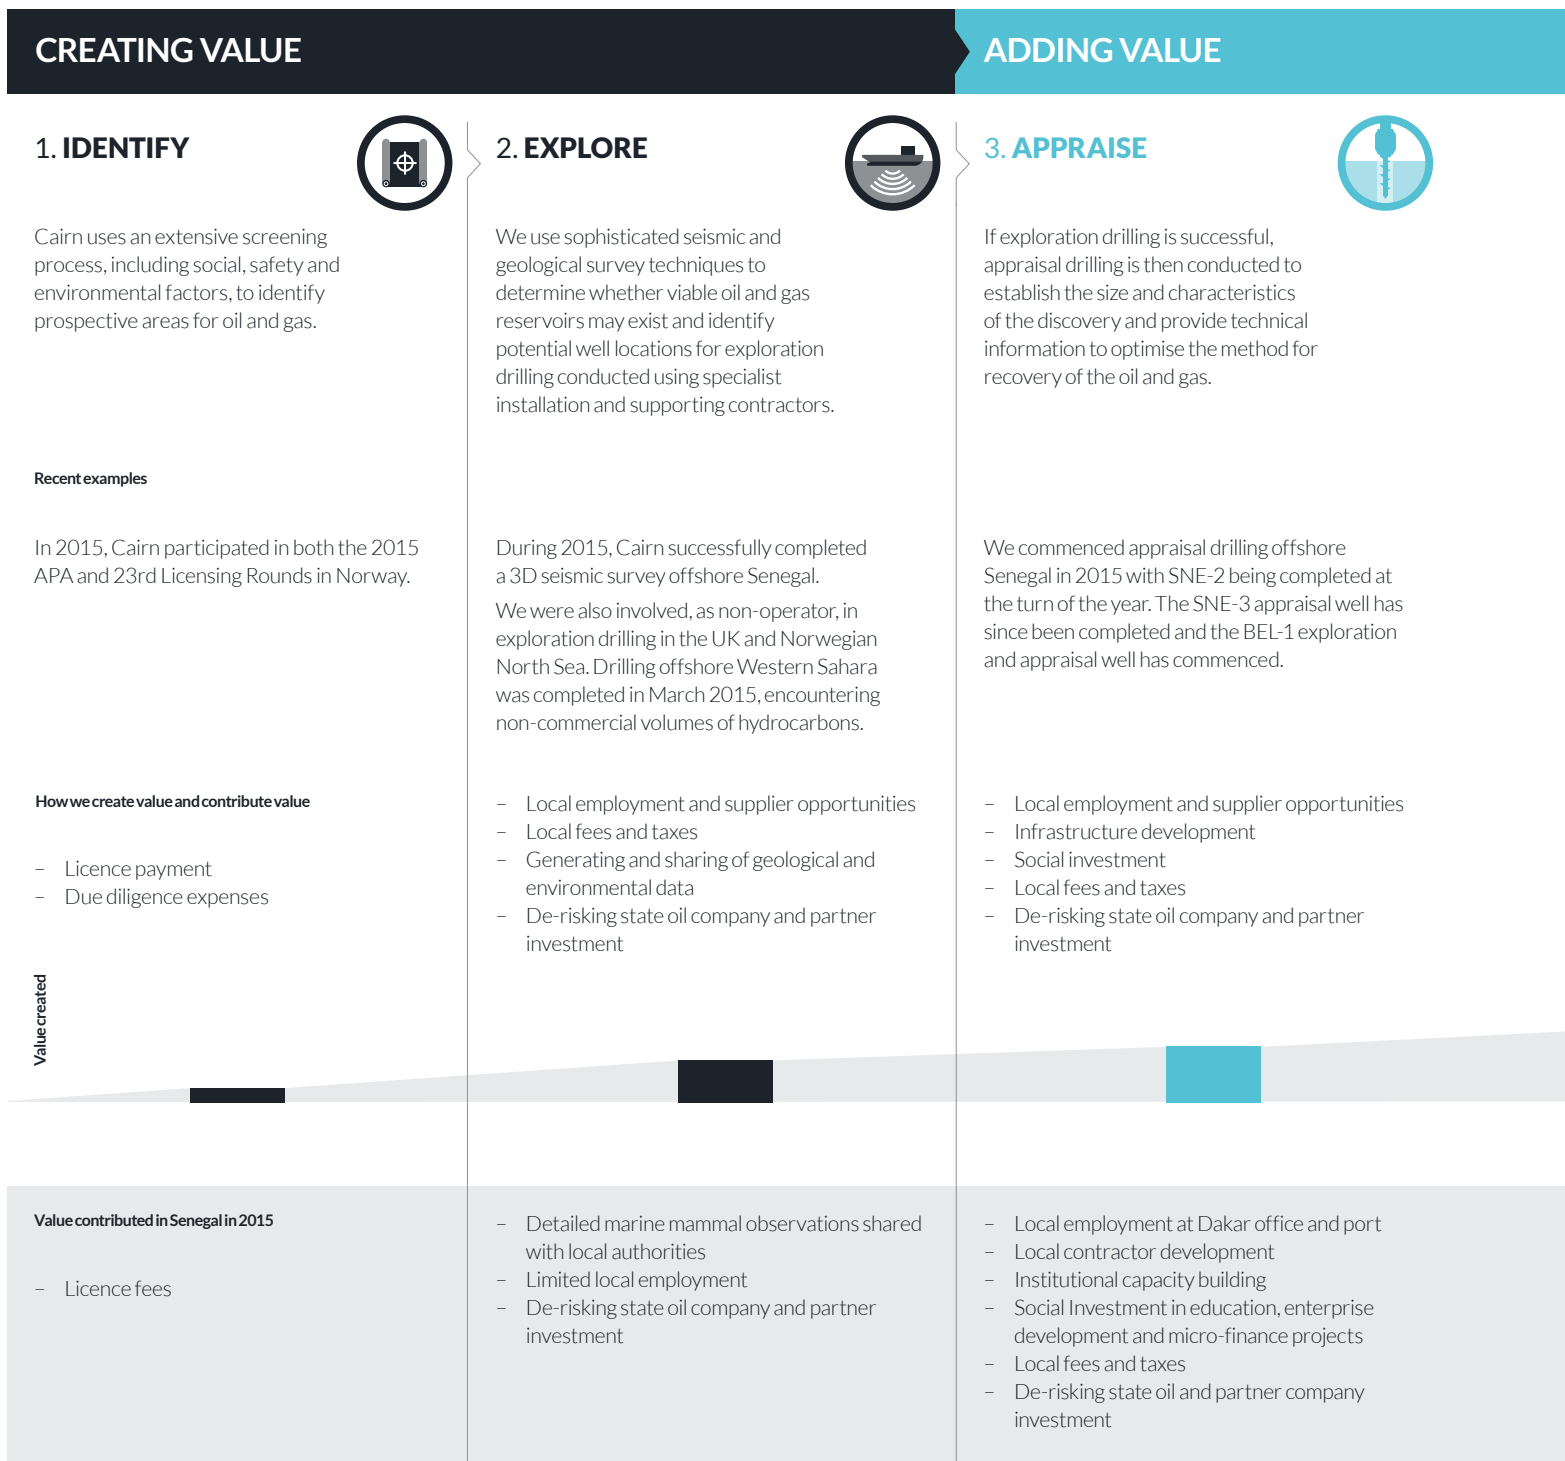 CREATING VALUE
ADDING VALUE
1. IDENTIFY
Cairn uses an extensive screening
process, including social, safety and
environmental factors, to identify
prospective areas for oil and gas.
2. EXPLORE
We use sophisticated seismic and
geological survey techniques to
determine whether viable oil and gas
reservoirs may exist and identify
potential well locations for exploration
drilling conducted using specialist
installation and supporting contractors.
3. APPRAISE
If exploration drilling is successful,
appraisal drilling is then conducted to
establish the size and characteristics
of the discovery and provide technical
information to optimise the method for
recovery of the oil and gas.
Recent examples
In 2015, Cairn participated in both the 2015
APA and 23rd Licensing Rounds in Norway.
During 2015, Cairn successfully completed
a 3D seismic survey offshore Senegal.
We were also involved, as non-operator, in
exploration drilling in the UK and Norwegian
North Sea. Drilling offshore Western Sahara
was completed in March 2015, encountering
non-commercial volumes of hydrocarbons.
We commenced appraisal drilling offshore
Senegal in 2015 with SNE-2 being completed at
the turn of the year. The SNE-3 appraisal well has
since been completed and the BEL-1 exploration
and appraisal well has commenced.
How we create value and contribute value
– Licence payment
– Due diligence expenses
– Local employment and supplier opportunities
– Local fees and taxes
– Generating and sharing of geological and
environmental data
– De-risking state oil company and partner
investment
– Local employment and supplier opportunities
– Infrastructure development
– Social investment
– Local fees and taxes
– De-risking state oil company and partner
investment
Value created
Value contributed in Senegal in 2015
– Licence fees
– Detailed marine mammal observations shared
with local authorities
– Limited local employment
– De-risking state oil company and partner
investment
– Local employment at Dakar office and port
– Local contractor development
– Institutional capacity building
– Social Investment in education, enterprise
development and micro-finance projects
– Local fees and taxes
– De-risking state oil and partner company
investment